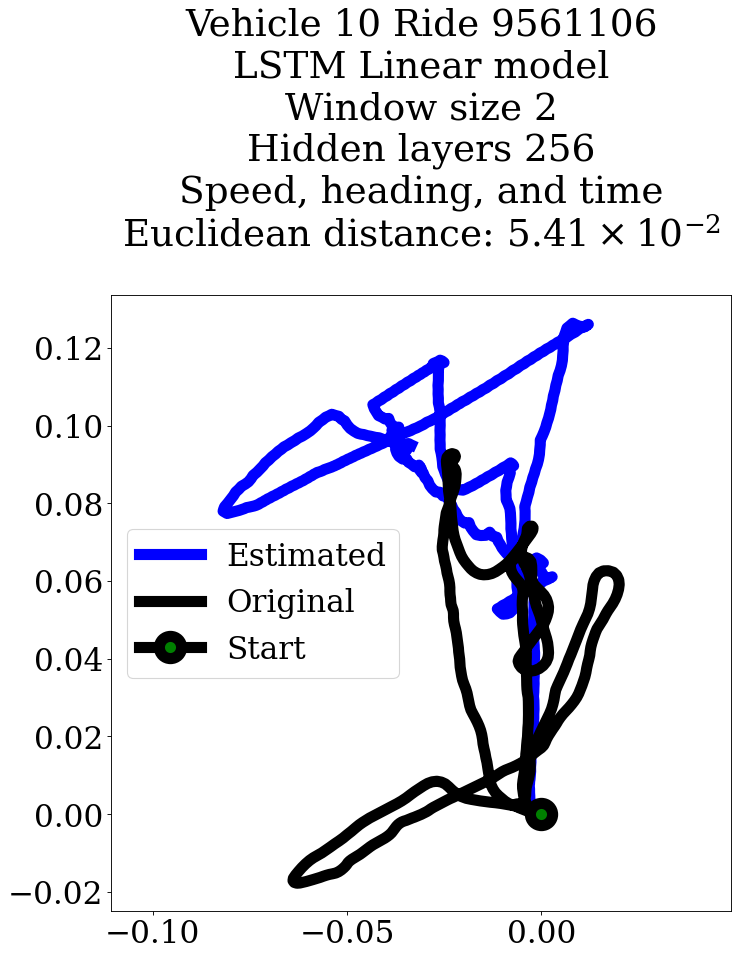 Vehicle 10 Ride 9561106
LSTM Linear model
Window size 2
Hidden layers 256
Speed, heading, and time
Euclidean distance: 5.41 × 10⁻²
0.12
0.10
0.08
0.06
0.04
0.02
0.00
−0.02
Estimated
Original
Start
−0.10 −0.05 0.00